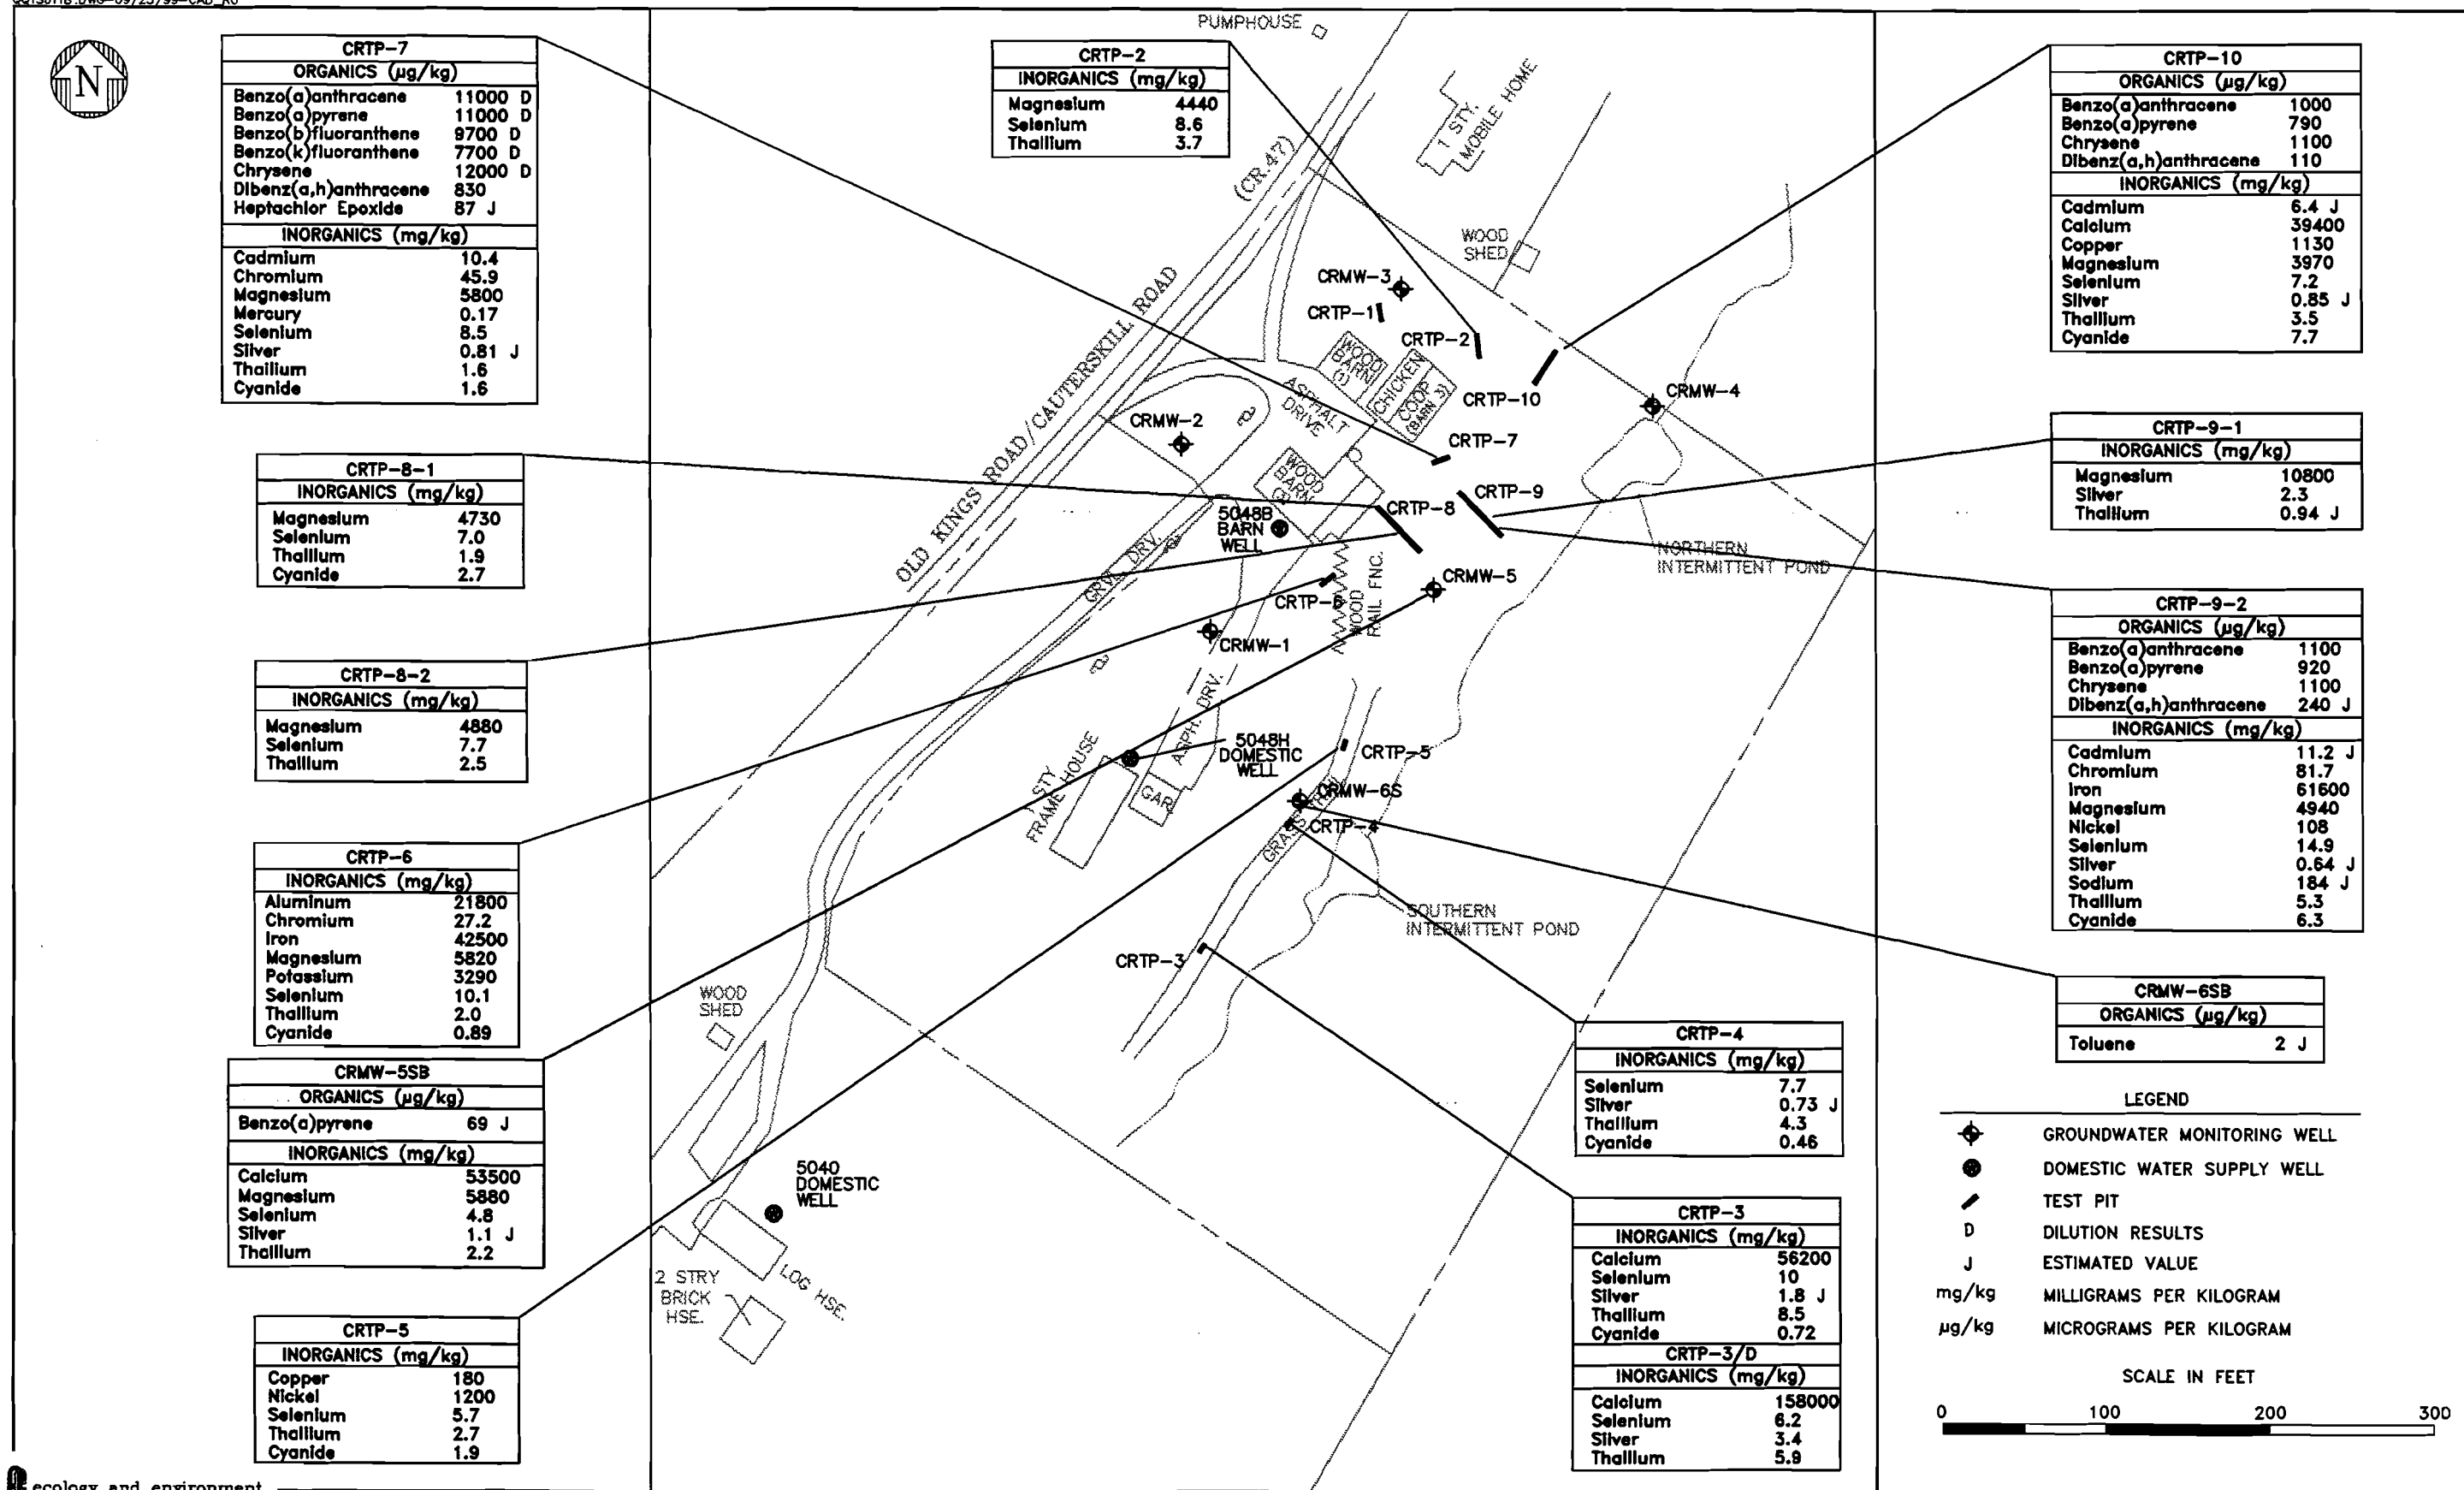 N
CRTP-7
ORGANICS (µg/kg)
Benzo(a)anthracene 11000 D
Benzo(a)pyrene 11000 D
Benzo(b)fluoranthene 9700 D
Benzo(k)fluoranthene 7700 D
Chrysene 12000 D
Dibenz(a,h)anthracene 830
Heptachlor Epoxide 87 J
INORGANICS (mg/kg)
Cadmium 10.4
Chromium 45.9
Magnesium 5800
Mercury 0.17
Selenium 8.5
Silver 0.81 J
Thallium 1.6
Cyanide 1.6
CRTP-8-1
INORGANICS (mg/kg)
Magnesium 4730
Selenium 7.0
Thallium 1.9
Cyanide 2.7
CRTP-8-2
INORGANICS (mg/kg)
Magnesium 4880
Selenium 7.7
Thallium 2.5
CRTP-6
INORGANICS (mg/kg)
Aluminum 21800
Chromium 27.2
Iron 42500
Magnesium 5820
Potassium 3290
Selenium 10.1
Thallium 2.0
Cyanide 0.89
CRMW-5SB
ORGANICS (µg/kg)
Benzo(a)pyrene 69 J
INORGANICS (mg/kg)
Calcium 53500
Magnesium 5880
Selenium 4.8
Silver 1.1 J
Thallium 2.2
CRTP-5
INORGANICS (mg/kg)
Copper 180
Nickel 1200
Selenium 5.7
Thallium 2.7
Cyanide 1.9
ecology and environment
CRTP-2
INORGANICS (mg/kg)
Magnesium 4440
Selenium 8.6
Thallium 3.7
PUMPHOUSE
1 STY.
MOBILE HOME
(CR.47)
OLD KINGS ROAD/CAUTERSKILL ROAD
WOOD
SHED
CRMW-3
CRTP-1
CRTP-2
WOOD
BARN
(1)
CHICKEN
COOP
(BARN 3)
CRTP-10
CRMW-4
ASPHALT
DRIVE
CRMW-2
CRTP-7
WOOD
BARN
(2)
CRTP-9
CRTP-8
5048B
BARN
WELL
GRVL DRV.
NORTHERN
INTERMITTENT POND
CRMW-5
CRTP-6
WOOD
RAIL FNC.
CRMW-1
ASPH. DRV.
5048H
DOMESTIC
WELL
STY
FRAME HOUSE
GAR
CRTP-5
CRMW-6S
CRTP-4
GRASS TRAIL
SOUTHERN
INTERMITTENT POND
CRTP-3
WOOD
SHED
5040
DOMESTIC
WELL
LOG HSE.
2 STRY
BRICK
HSE.
CRTP-10
ORGANICS (µg/kg)
Benzo(a)anthracene 1000
Benzo(a)pyrene 790
Chrysene 1100
Dibenz(a,h)anthracene 110
INORGANICS (mg/kg)
Cadmium 6.4 J
Calcium 39400
Copper 1130
Magnesium 3970
Selenium 7.2
Silver 0.85 J
Thallium 3.5
Cyanide 7.7
CRTP-9-1
INORGANICS (mg/kg)
Magnesium 10800
Silver 2.3
Thallium 0.94 J
CRTP-9-2
ORGANICS (µg/kg)
Benzo(a)anthracene 1100
Benzo(a)pyrene 920
Chrysene 1100
Dibenz(a,h)anthracene 240 J
INORGANICS (mg/kg)
Cadmium 11.2 J
Chromium 81.7
Iron 61600
Magnesium 4940
Nickel 108
Selenium 14.9
Silver 0.64 J
Sodium 184 J
Thallium 5.3
Cyanide 6.3
CRMW-6SB
ORGANICS (µg/kg)
Toluene 2 J
CRTP-4
INORGANICS (mg/kg)
Selenium 7.7
Silver 0.73 J
Thallium 4.3
Cyanide 0.46
CRTP-3
INORGANICS (mg/kg)
Calcium 56200
Selenium 10
Silver 1.8 J
Thallium 8.5
Cyanide 0.72
CRTP-3/D
INORGANICS (mg/kg)
Calcium 158000
Selenium 6.2
Silver 3.4
Thallium 5.9
LEGEND
GROUNDWATER MONITORING WELL
DOMESTIC WATER SUPPLY WELL
TEST PIT
D DILUTION RESULTS
J ESTIMATED VALUE
mg/kg MILLIGRAMS PER KILOGRAM
µg/kg MICROGRAMS PER KILOGRAM
SCALE IN FEET
0 100 200 300